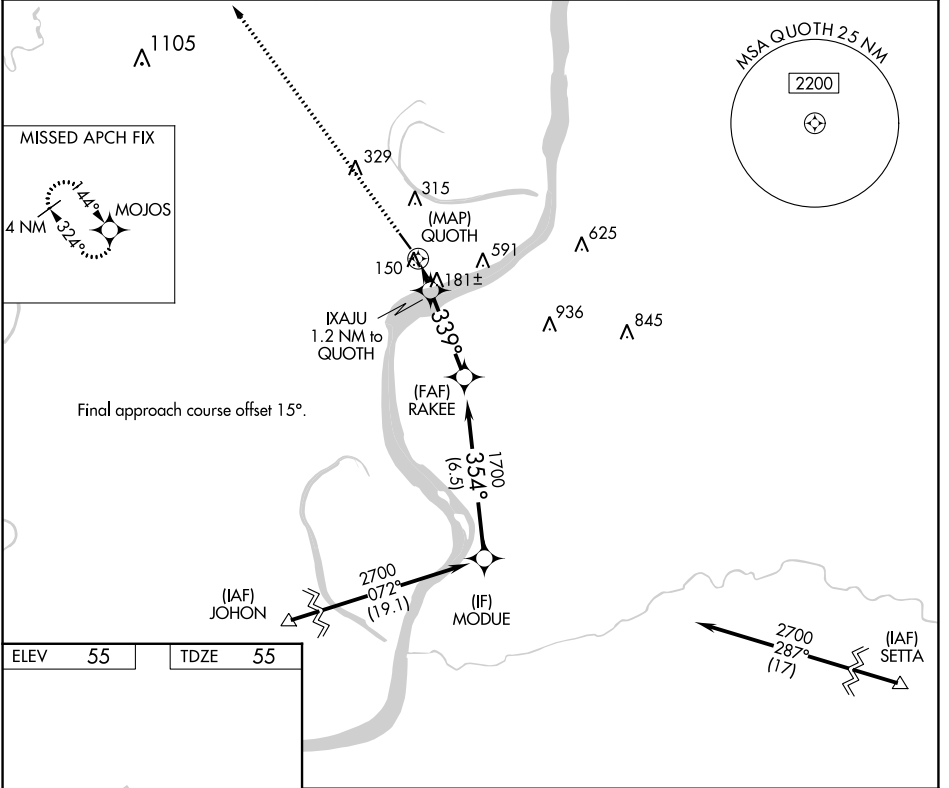 1105
MSA QUOTH 25 NM
2200
MISSED APCH FIX
144°
MOJOS
4 NM
324°
329
315
(MAP)
QUOTH
625
591
150
181±
IXAJU
1.2 NM to
QUOTH
339°
936
845
(FAF)
RAKEE
Final approach course offset 15°.
1700
354°
(6.5)
2700
072°
(19.1)
(IAF)
JOHON
(IF)
MODUE
2700
287°
(17)
(IAF)
SETTA
ELEV 55
TDZE 55